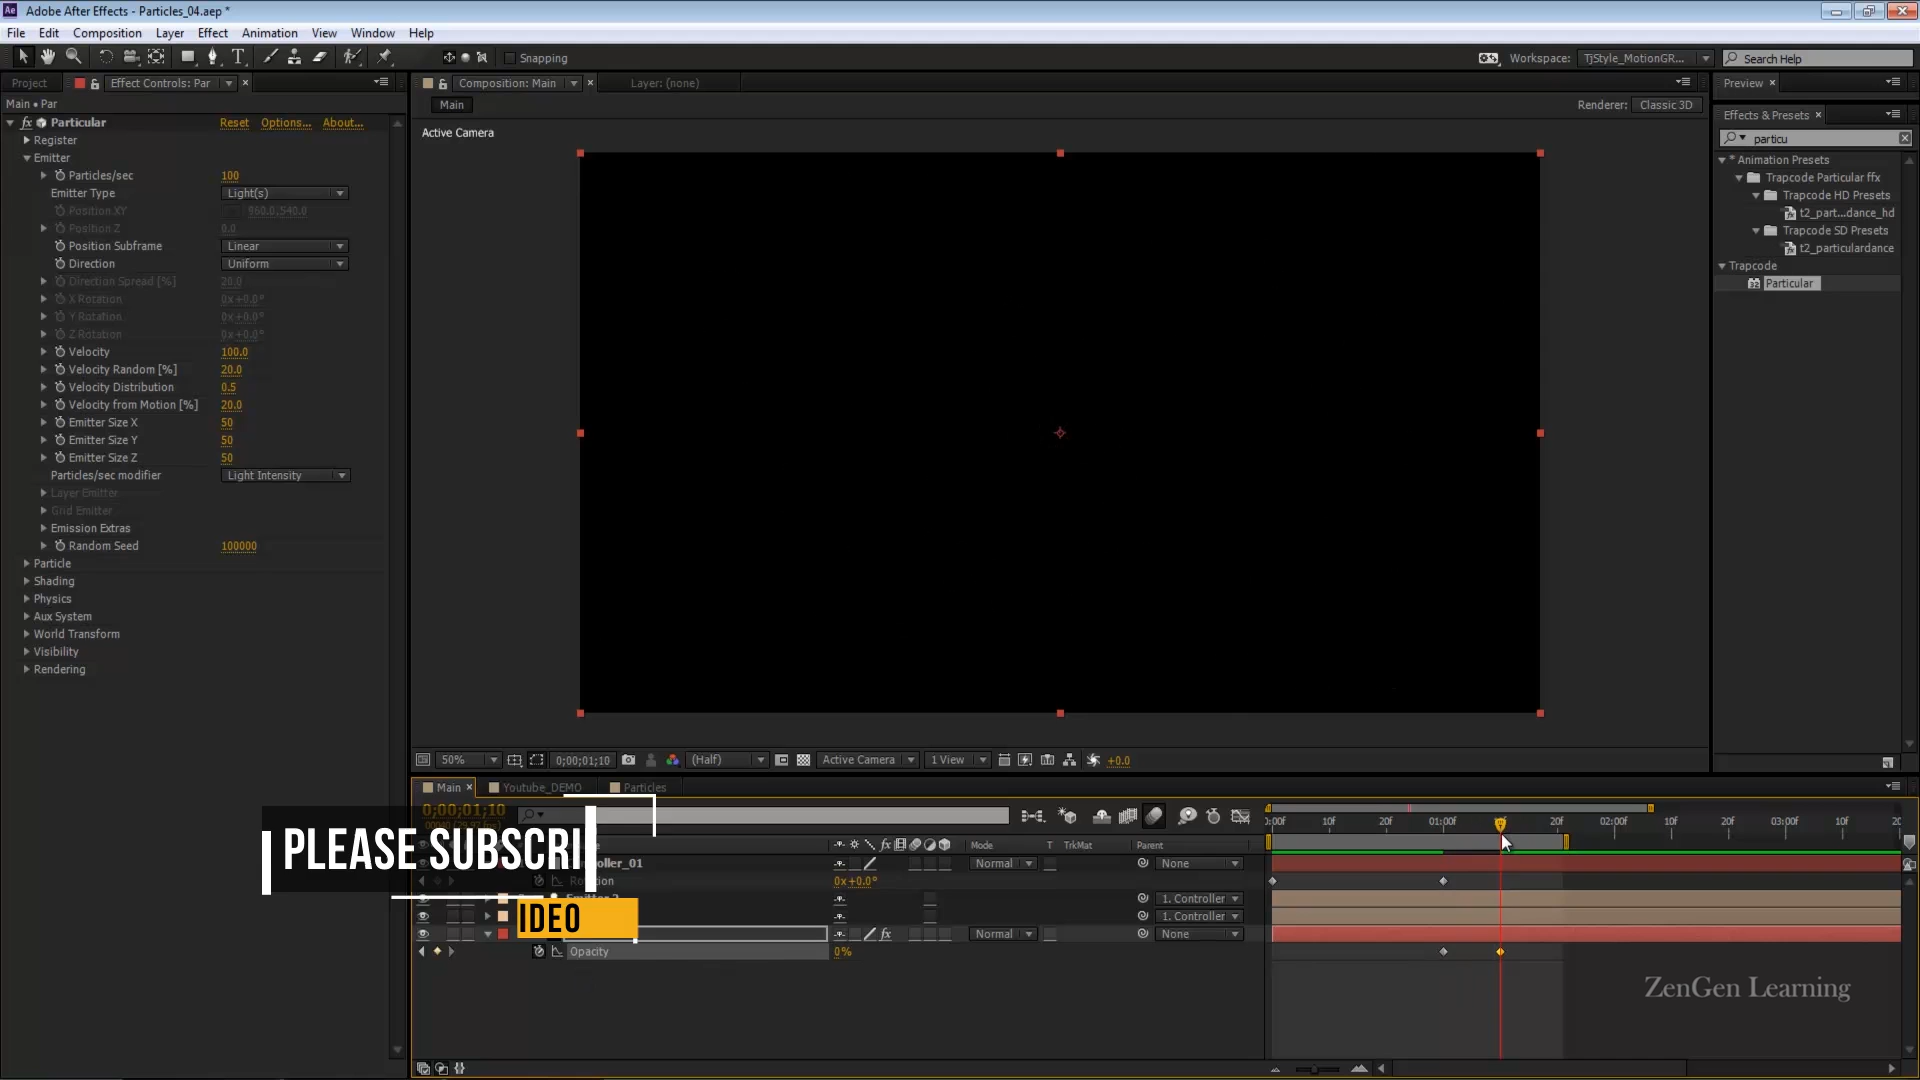 Adobe After Effects - Particles_04.aep *
File Edit Composition Layer Effect Animation View Window Help
Snapping
Workspace: TjStyle_MotionGR...
Search Help
Project
Effect Controls: Par
Composition: Main
Layer: (none)
Preview
Main • Par
Main
Renderer: Classic 3D
Effects & Presets
Active Camera
particu
fx Particular Reset Options... About...
Register
Emitter
Particles/sec 100
Emitter Type Light(s)
Position XY 960.0,540.0
Position Z 0.0
Position Subframe Linear
Direction Uniform
Direction Spread [%] 20.0
X Rotation 0x+0.0°
Y Rotation 0x+0.0°
Z Rotation 0x+0.0°
Velocity 100.0
Velocity Random [%] 20.0
Velocity Distribution 0.5
Velocity from Motion [%] 20.0
Emitter Size X 50
Emitter Size Y 50
Emitter Size Z 50
Particles/sec modifier Light Intensity
Layer Emitter
Grid Emitter
Emission Extras
Random Seed 100000
Particle
Shading
Physics
Aux System
World Transform
Visibility
Rendering
* Animation Presets
Trapcode Particular ffx
Trapcode HD Presets
t2_part...dance_hd
Trapcode SD Presets
t2_particulardance
Trapcode
Particular
50% 0;00;01;10 (Half) Active Camera 1 View +0.0
Main Youtube_DEMO Particles
0;00;01;10
:00f 10f 20f 01:00f 20f 02:00f 10f 20f 03:00f 10f
Mode T TrkMat Parent
oller_01 Normal None
Rotation 0x+0.0°
1. Controller
1. Controller
fx Normal None
Opacity 0%
PLEASE SUBSCRI
IDEO
ZenGen Learning